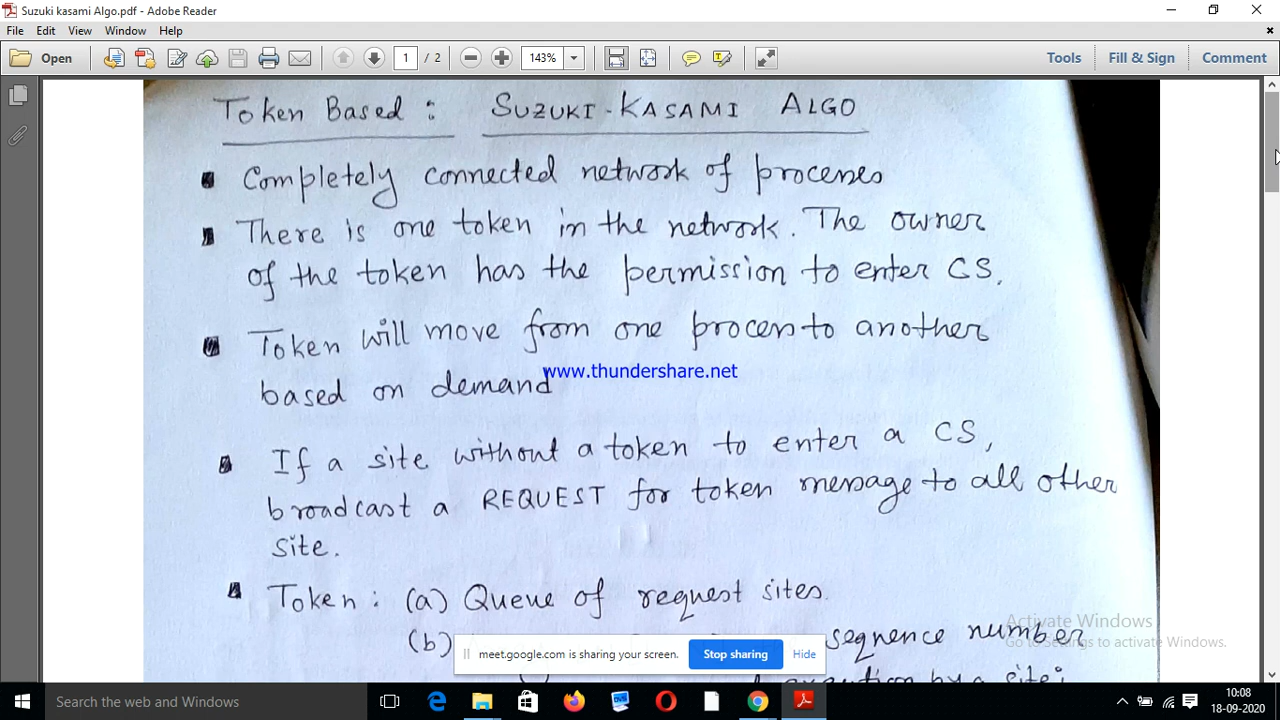 Suzuki kasami Algo.pdf - Adobe Reader
File Edit View Window Help
Open 1 / 2 143% Tools Fill & Sign Comment
Token Based : SUZUKI-KASAMI ALGO
Completely connected network of processes
There is one token in the network. The owner
of the token has the permission to enter CS.
Token will move from one process to another
www.thundershare.net
based on demand
If a site without a token to enter a CS,
broadcast a REQUEST for token message to all other
site.
Token : (a) Queue of request sites.
(b) seqnence number
by a site;
Activate Windows
Go to Settings to activate Windows.
meet.google.com is sharing your screen. Stop sharing Hide
Search the web and Windows
10:08
18-09-2020